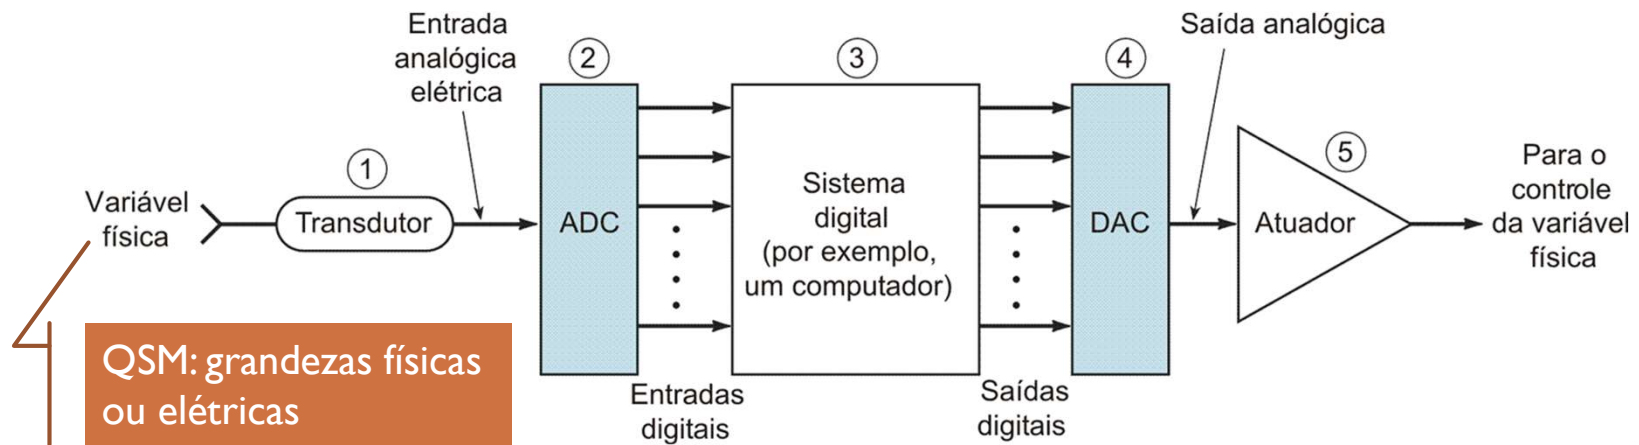 Entrada
analógica
elétrica
Saída analógica
1
2
3
4
5
Variável
física
Transdutor
ADC
Sistema
digital
(por exemplo,
um computador)
DAC
Atuador
Para o
controle
da variável
física
Entradas
digitais
Saídas
digitais
QSM: grandezas físicas
ou elétricas